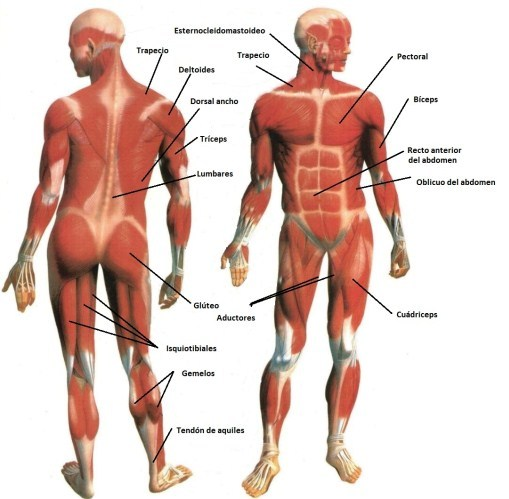 Esternocleidomastoideo
Trapecio
Trapecio
Pectoral
Deltoides
Bíceps
Dorsal ancho
Tríceps
Recto anterior
del abdomen
Lumbares
Oblicuo del abdomen
Glúteo
Aductores
Cuádriceps
Isquiotibiales
Gemelos
Tendón de aquiles